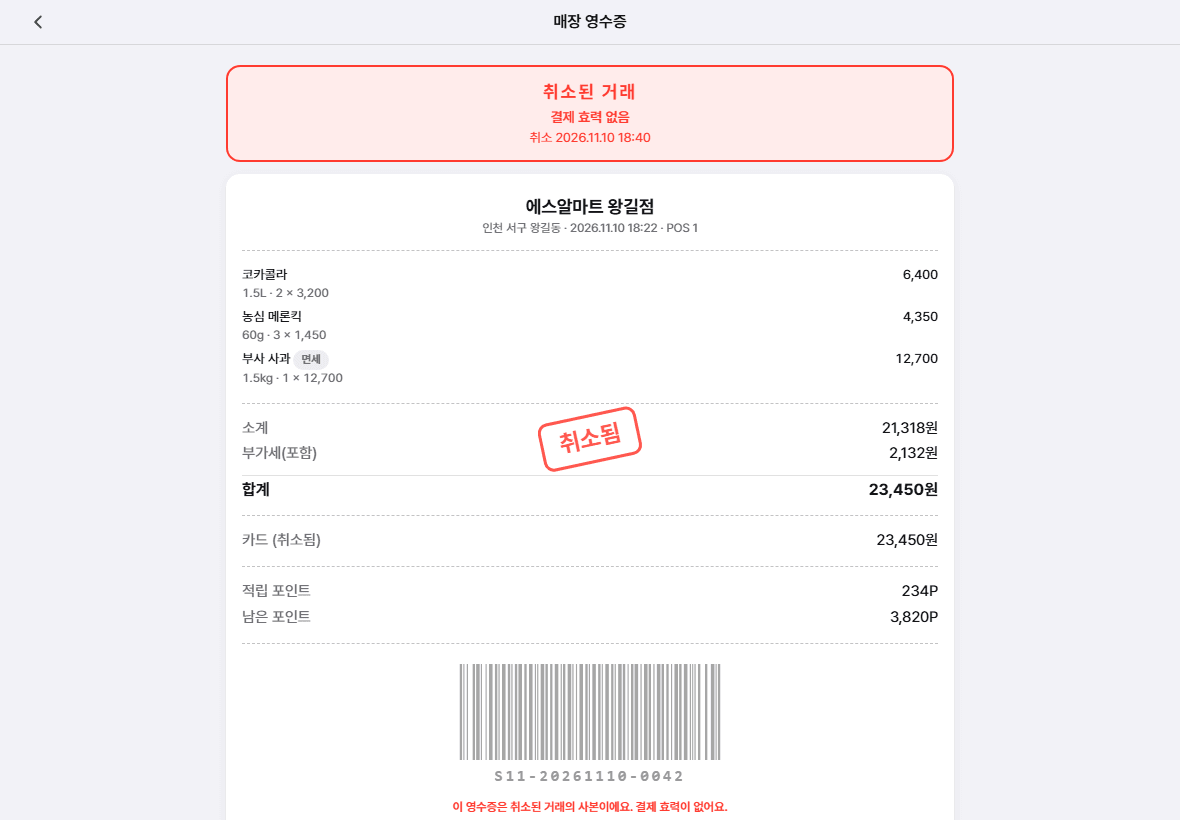 매장 영수증
취소된 거래
결제 효력 없음
취소 2026.11.10 18:40
에스알마트 왕길점
인천 서구 왕길동 · 2026.11.10 18:22 · POS 1
코카콜라 6,400
1.5L · 2 × 3,200
농심 메론킥 4,350
60g · 3 × 1,450
부사 사과 면세 12,700
1.5kg · 1 × 12,700
소계 21,318원
취소됨
부가세(포함) 2,132원
합계 23,450원
카드 (취소됨) 23,450원
적립 포인트 234P
남은 포인트 3,820P
S11-20261110-0042
이 영수증은 취소된 거래의 사본이에요. 결제 효력이 없어요.